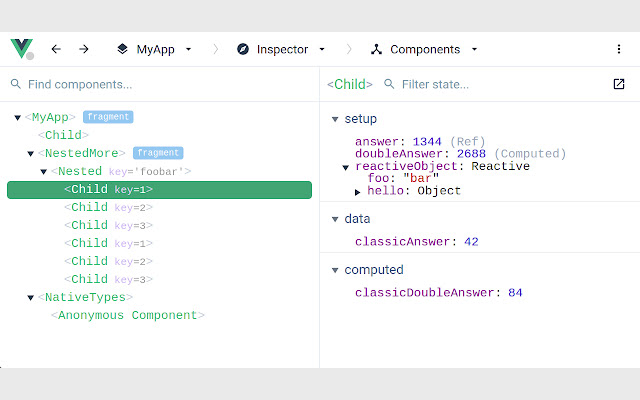 MyApp Inspector Components
Find components...
<Child> Filter state...
<MyApp> fragment
<Child>
<NestedMore> fragment
<Nested key='foobar'>
<Child key=1>
<Child key=2>
<Child key=3>
<Child key=1>
<Child key=2>
<Child key=3>
<NativeTypes>
<Anonymous Component>
setup
answer: 1344 (Ref)
doubleAnswer: 2688 (Computed)
reactiveObject: Reactive
foo: "bar"
hello: Object
data
classicAnswer: 42
computed
classicDoubleAnswer: 84